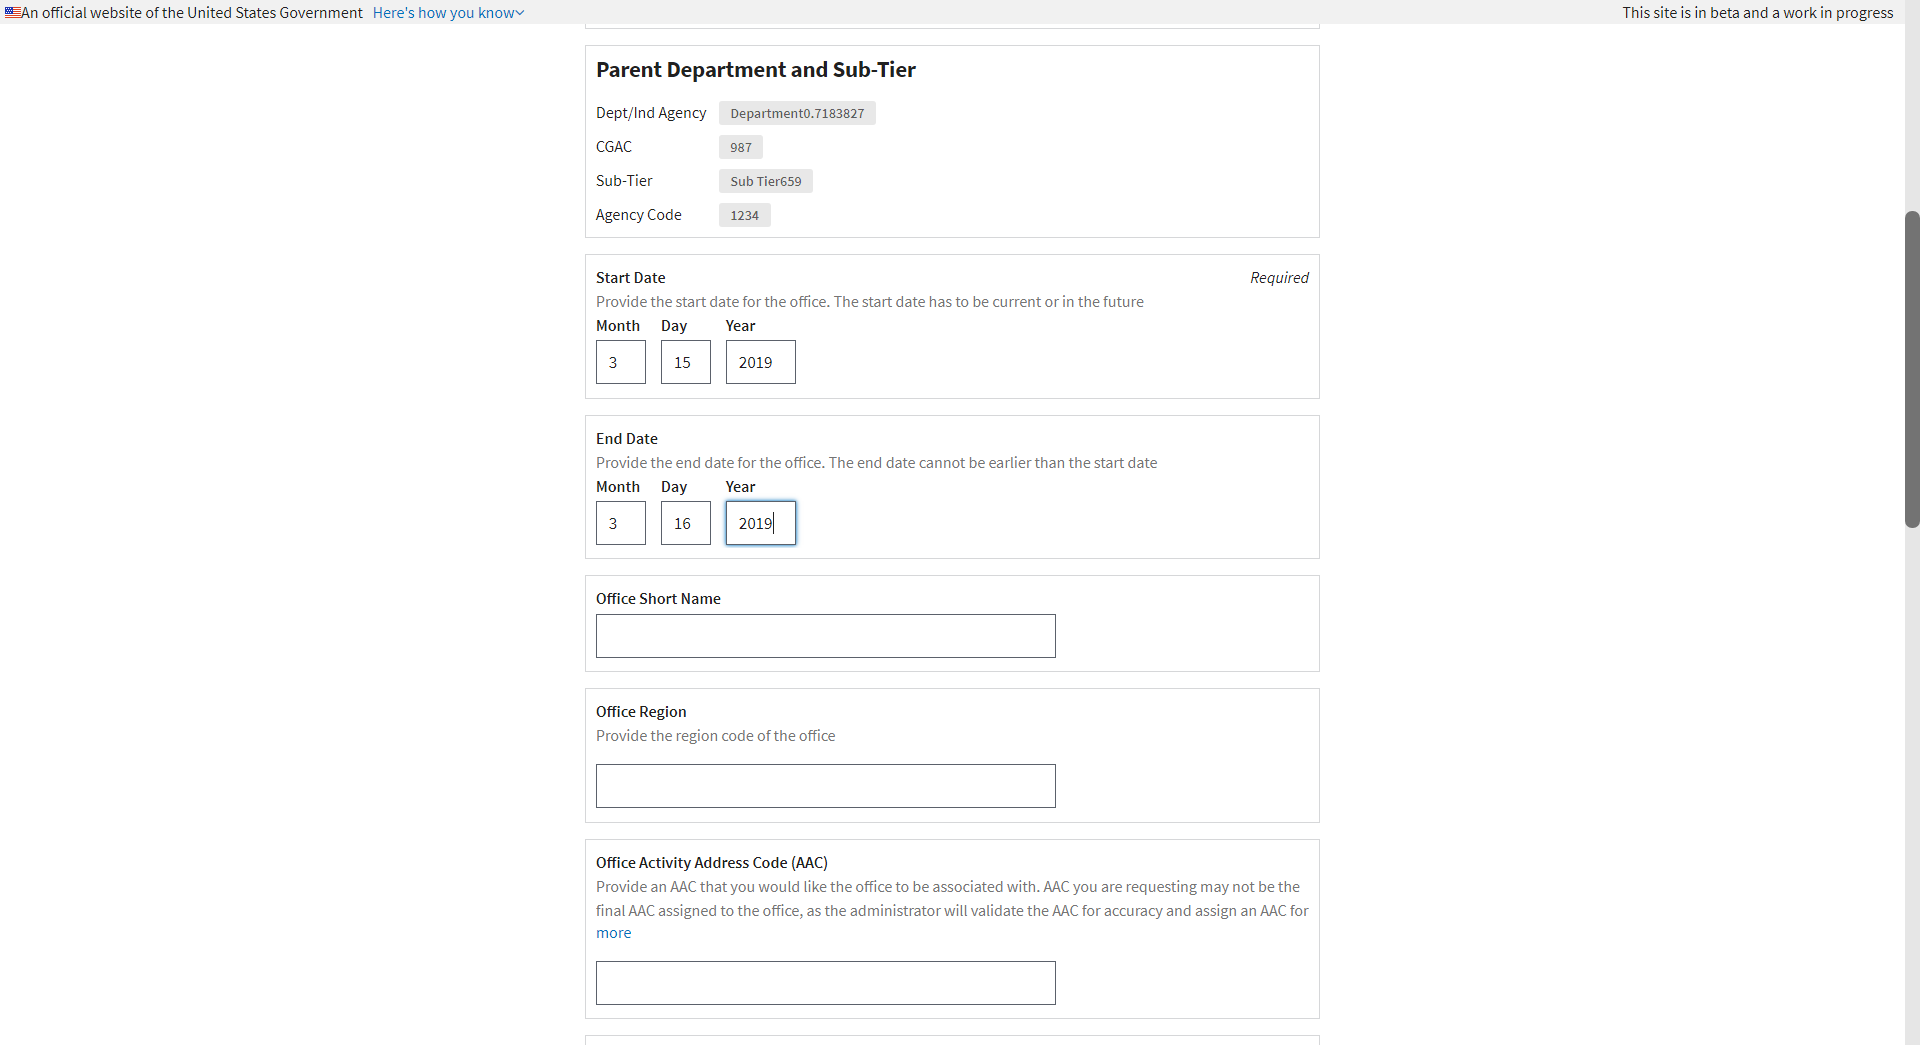 An official website of the United States Government Here's how you know
This site is in beta and a work in progress
Parent Department and Sub-Tier
Dept/Ind Agency Department0.7183827
CGAC 987
Sub-Tier Sub Tier659
Agency Code 1234
Start Date Required
Provide the start date for the office. The start date has to be current or in the future
Month Day Year
3 15 2019
End Date
Provide the end date for the office. The end date cannot be earlier than the start date
Month Day Year
3 16 2019
Office Short Name
Office Region
Provide the region code of the office
Office Activity Address Code (AAC)
Provide an AAC that you would like the office to be associated with. AAC you are requesting may not be the
final AAC assigned to the office, as the administrator will validate the AAC for accuracy and assign an AAC for
more